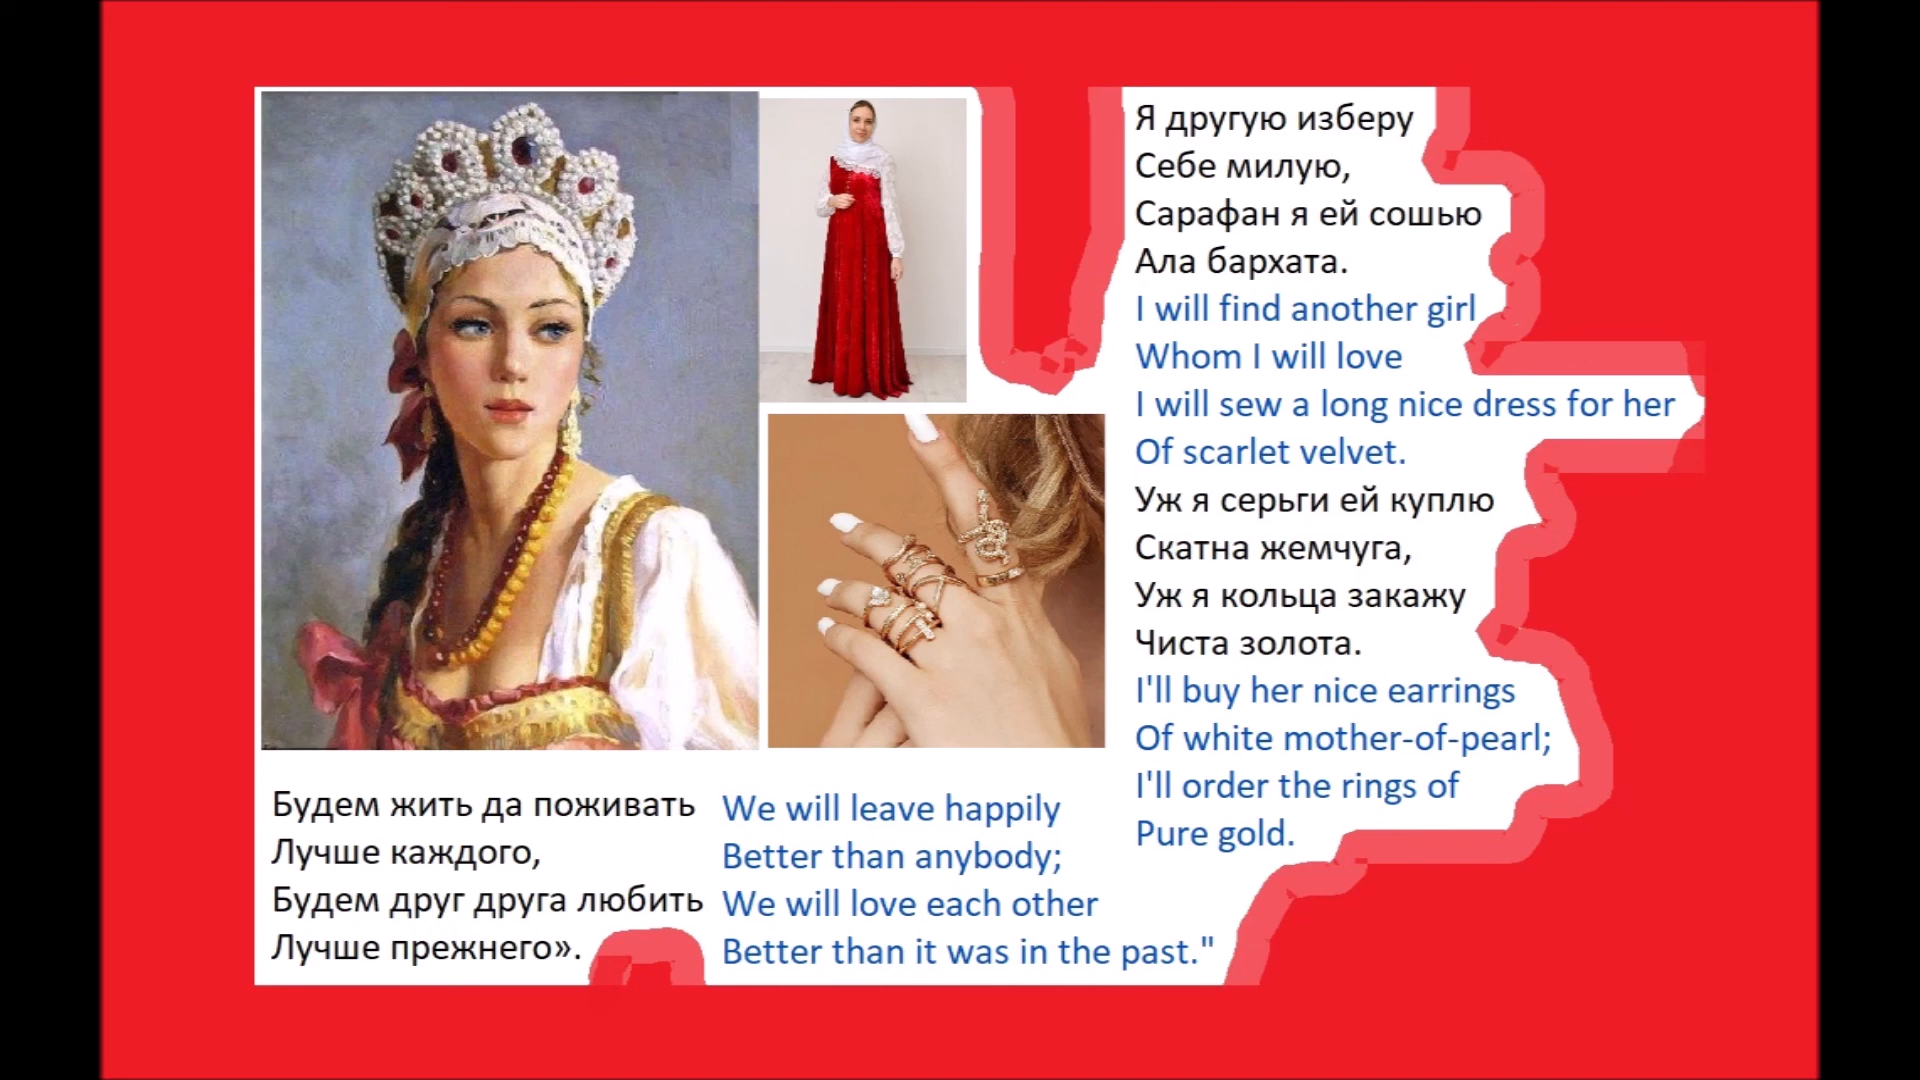 Я другую изберу
Себе милую,
Сарафан я ей сошью
Ала бархата.
I will find another girl
Whom I will love
I will sew a long nice dress for her
Of scarlet velvet.
Уж я серьги ей куплю
Скатна жемчуга,
Уж я кольца закажу
Чиста золота.
I'll buy her nice earrings
Of white mother-of-pearl;
I'll order the rings of
Pure gold.
Будем жить да поживать
Лучше каждого,
Будем друг друга любить
Лучше прежнего».
We will leave happily
Better than anybody;
We will love each other
Better than it was in the past."